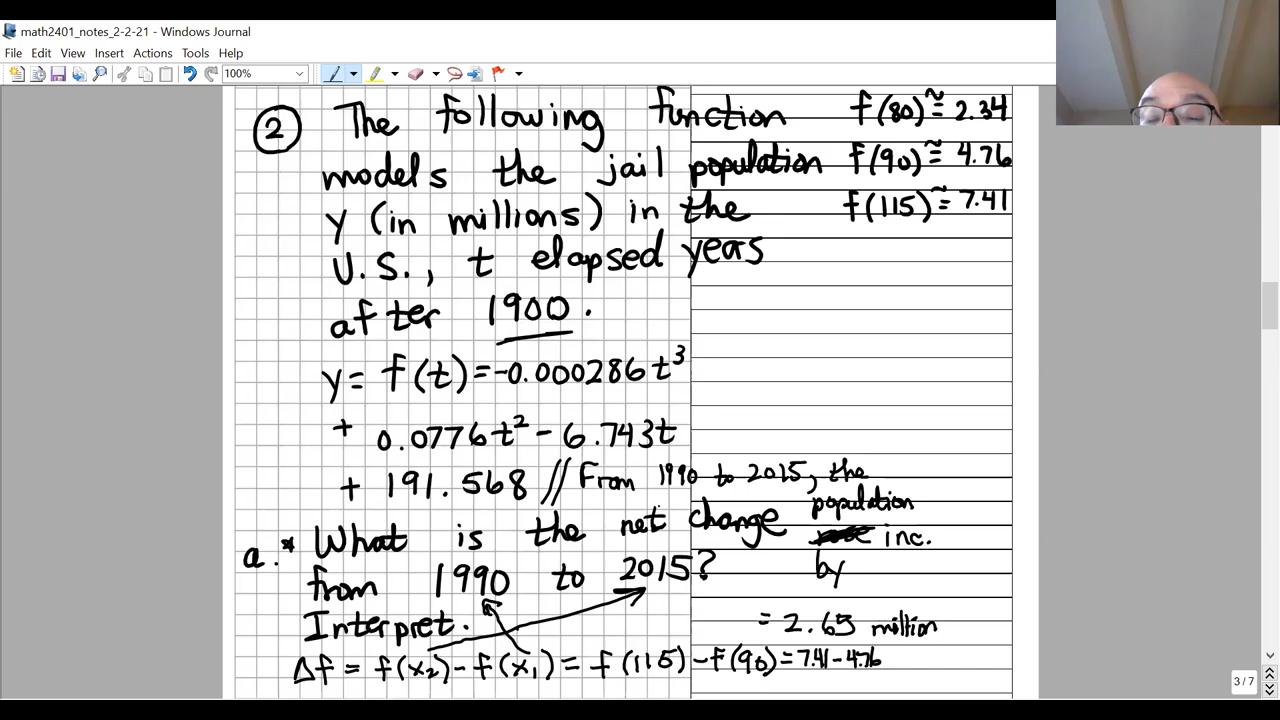 math2401_notes_2-2-21 - Windows Journal
File Edit View Insert Actions Tools Help
100%
② The following function
models the jail population
y (in millions) in the
U.S., t elapsed years
after 1900.
y = f(t) = -0.000286 t³
+ 0.0776t² - 6.743t
+ 191.568 // From 1990 to 2015, the
population
inc.
by
= 2.65 million
a. * What is the net change
from 1990 to 2015?
Interpret.
Δf = f(x₂) - f(x₁) = f(115) - f(90) = 7.41 - 4.76
f(80) ≅ 2.34
f(90) ≅ 4.76
f(115) ≅ 7.41
3 / 7